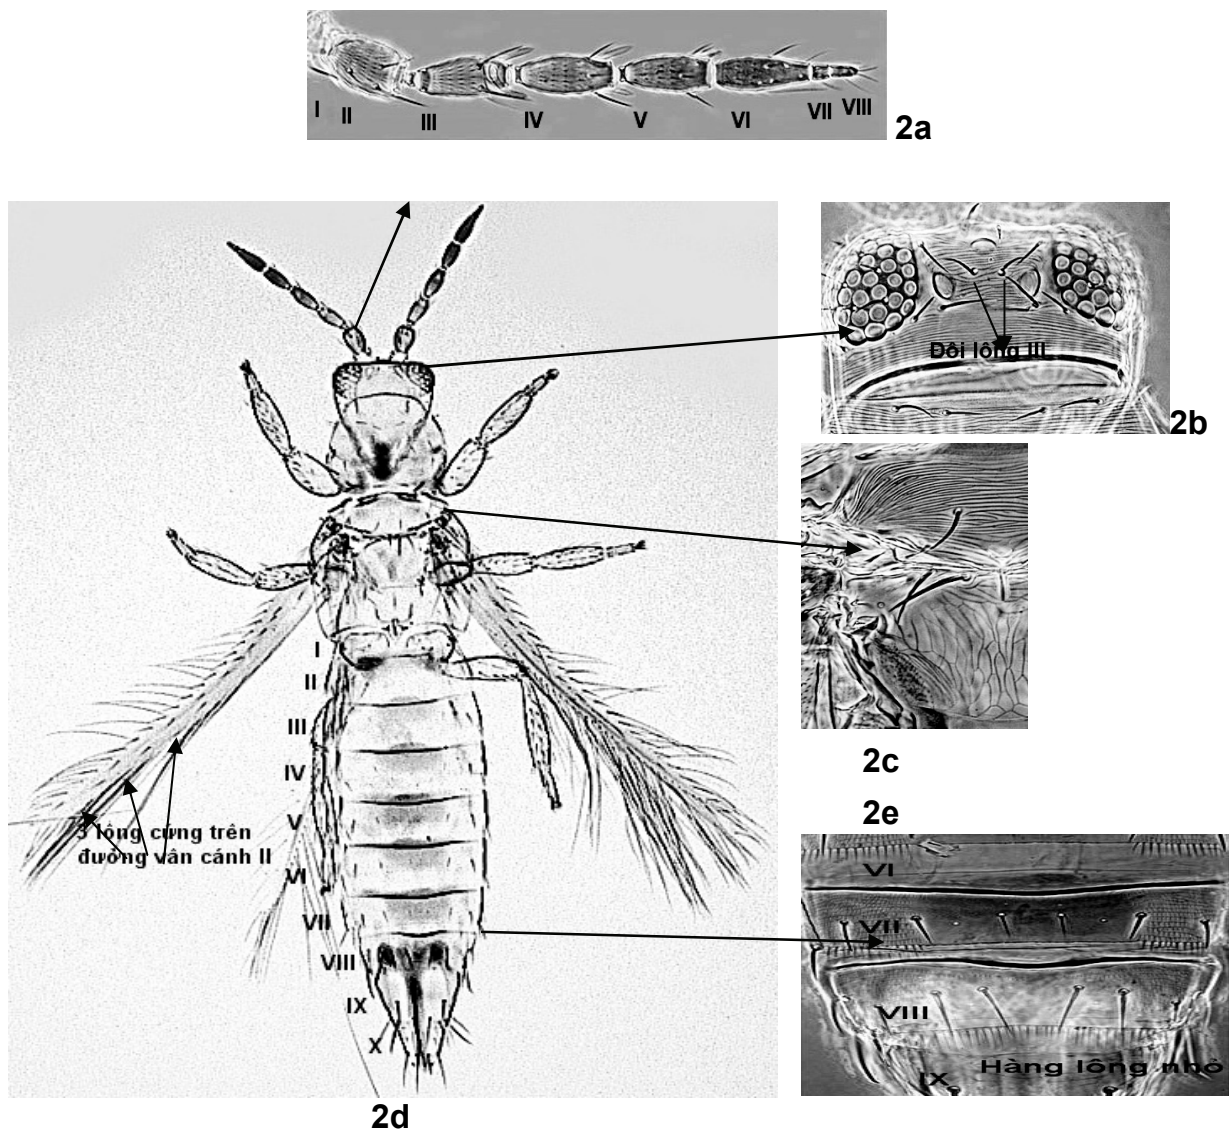 I II III IV V VI VII VIII
2a
Đôi lông III
2b
2c
2e
3 lông cứng trên
đường vân cánh II
I
II
III
IV
V
VI
VII
VIII
IX
X
2d
VI
VII
VIII
IX Hàng lông nhỏ